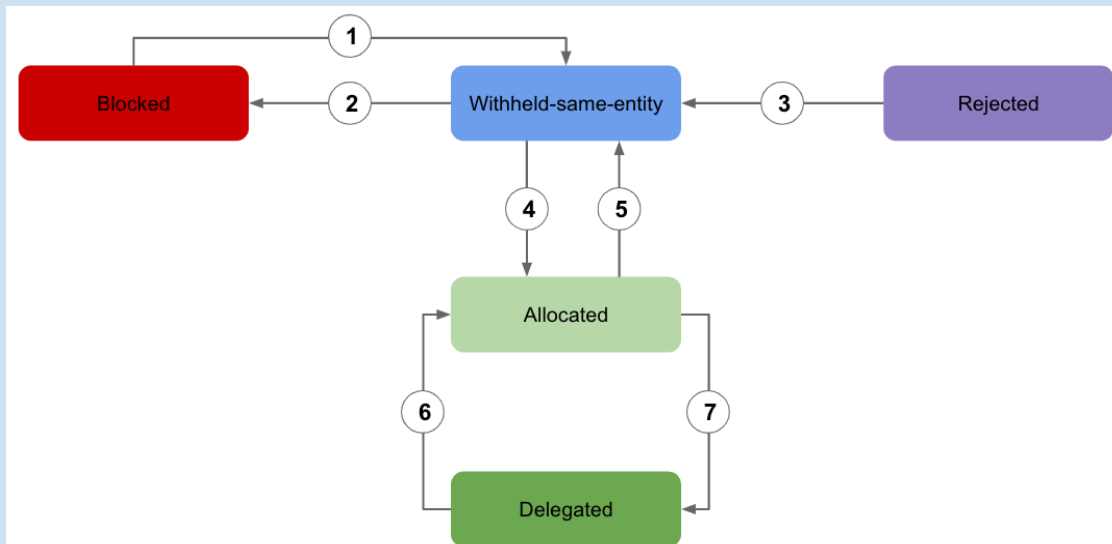 1
Blocked
2
Withheld-same-entity
3
Rejected
4
5
Allocated
6
7
Delegated